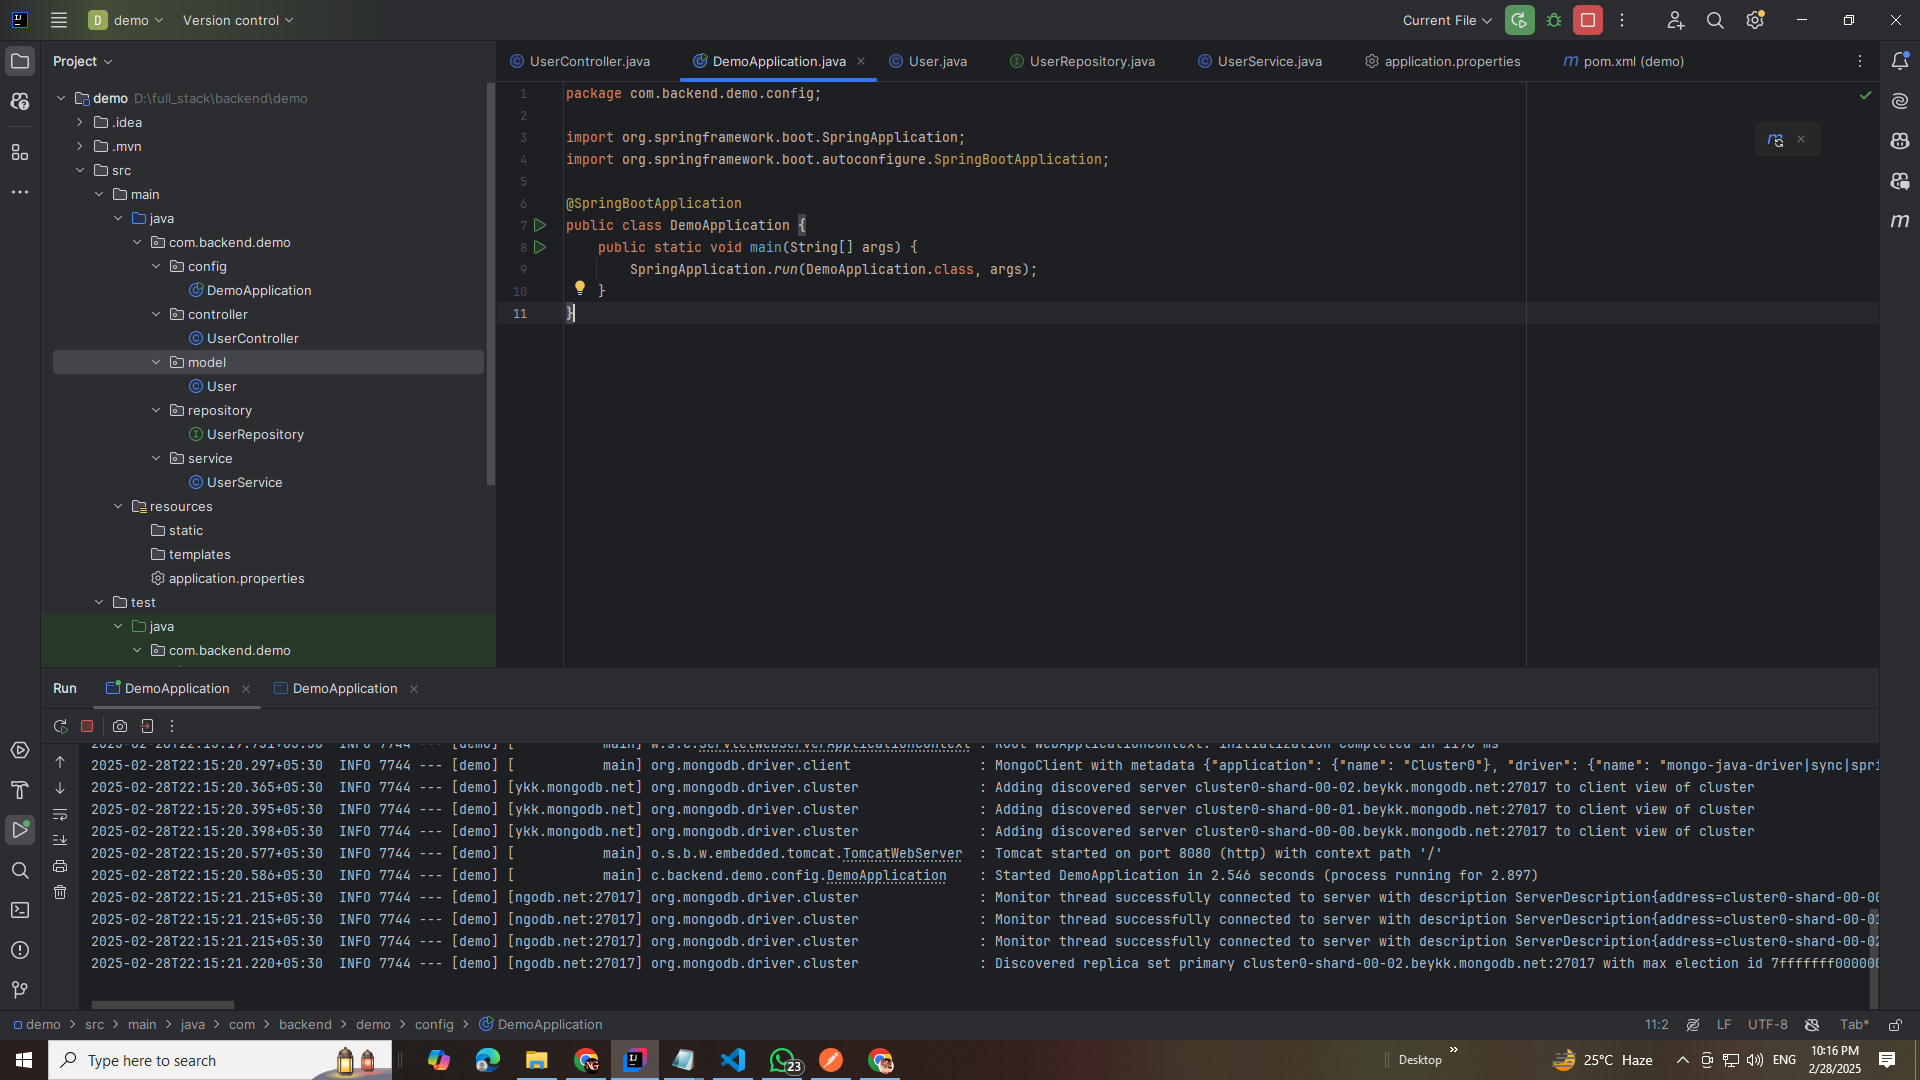 D demo
Version control
Current File
Project
demo D:\full_stack\backend\demo
.idea
.mvn
src
main
java
com.backend.demo
config
DemoApplication
controller
UserController
model
User
repository
UserRepository
service
UserService
resources
static
templates
application.properties
test
java
com.backend.demo
UserController.java
DemoApplication.java
User.java
UserRepository.java
UserService.java
application.properties
pom.xml (demo)
1 package com.backend.demo.config;
2
3 import org.springframework.boot.SpringApplication;
4 import org.springframework.boot.autoconfigure.SpringBootApplication;
5
6 @SpringBootApplication
7 public class DemoApplication {
8 public static void main(String[] args) {
9 SpringApplication.run(DemoApplication.class, args);
10 }
11 }
Run
DemoApplication
DemoApplication
2025-02-28T22:15:20.297+05:30 INFO 7744 --- [demo] [ main] org.mongodb.driver.client : MongoClient with metadata {"application": {"name": "Cluster0"}, "driver": {"name": "mongo-java-driver|sync|spri
2025-02-28T22:15:20.365+05:30 INFO 7744 --- [demo] [ykk.mongodb.net] org.mongodb.driver.cluster : Adding discovered server cluster0-shard-00-02.beykk.mongodb.net:27017 to client view of cluster
2025-02-28T22:15:20.395+05:30 INFO 7744 --- [demo] [ykk.mongodb.net] org.mongodb.driver.cluster : Adding discovered server cluster0-shard-00-01.beykk.mongodb.net:27017 to client view of cluster
2025-02-28T22:15:20.398+05:30 INFO 7744 --- [demo] [ykk.mongodb.net] org.mongodb.driver.cluster : Adding discovered server cluster0-shard-00-00.beykk.mongodb.net:27017 to client view of cluster
2025-02-28T22:15:20.577+05:30 INFO 7744 --- [demo] [ main] o.s.b.w.embedded.tomcat.TomcatWebServer : Tomcat started on port 8080 (http) with context path '/'
2025-02-28T22:15:20.586+05:30 INFO 7744 --- [demo] [ main] c.backend.demo.config.DemoApplication : Started DemoApplication in 2.546 seconds (process running for 2.897)
2025-02-28T22:15:21.215+05:30 INFO 7744 --- [demo] [ngodb.net:27017] org.mongodb.driver.cluster : Monitor thread successfully connected to server with description ServerDescription{address=cluster0-shard-00-00
2025-02-28T22:15:21.215+05:30 INFO 7744 --- [demo] [ngodb.net:27017] org.mongodb.driver.cluster : Monitor thread successfully connected to server with description ServerDescription{address=cluster0-shard-00-01
2025-02-28T22:15:21.215+05:30 INFO 7744 --- [demo] [ngodb.net:27017] org.mongodb.driver.cluster : Monitor thread successfully connected to server with description ServerDescription{address=cluster0-shard-00-02
2025-02-28T22:15:21.220+05:30 INFO 7744 --- [demo] [ngodb.net:27017] org.mongodb.driver.cluster : Discovered replica set primary cluster0-shard-00-02.beykk.mongodb.net:27017 with max election id 7fffffff000000
demo > src > main > java > com > backend > demo > config > DemoApplication
11:2 LF UTF-8 Tab*
Type here to search
23
Desktop
25°C Haze
ENG
10:16 PM
2/28/2025